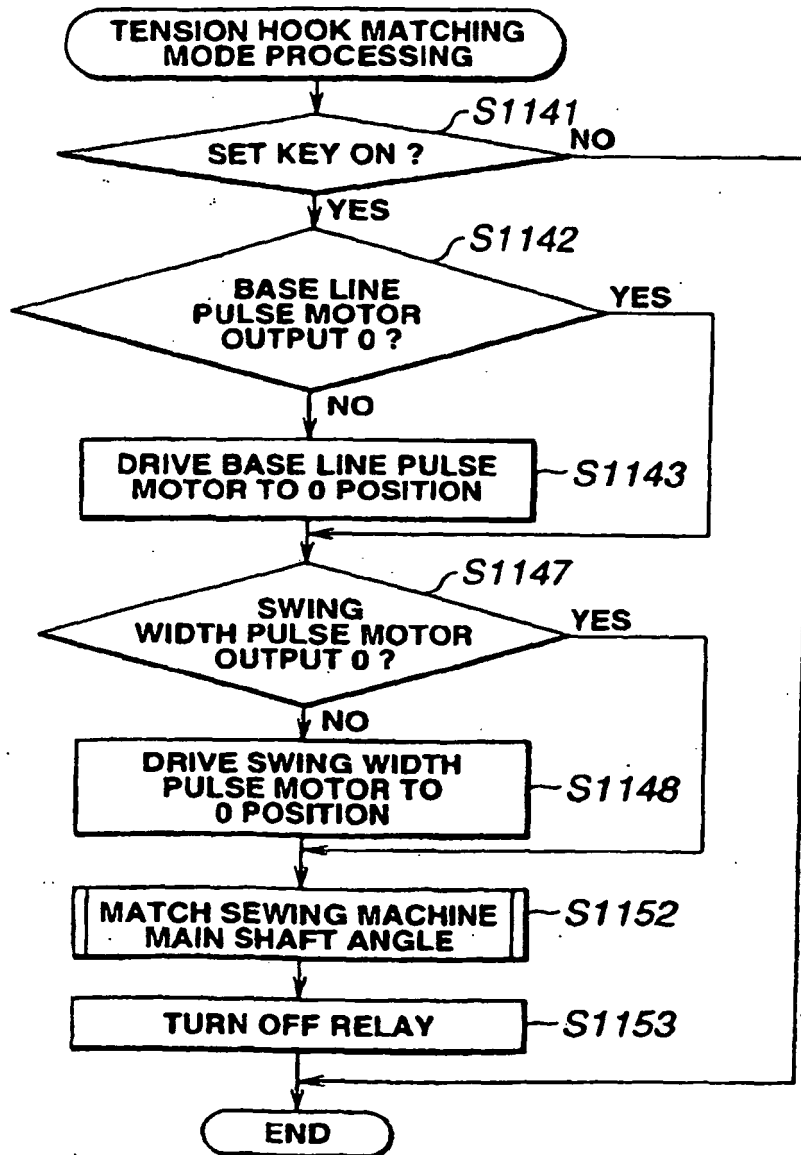 TENSION HOOK MATCHING
MODE PROCESSING
S1141
SET KEY ON ?
NO
YES
S1142
BASE LINE
PULSE MOTOR
OUTPUT 0 ?
YES
NO
DRIVE BASE LINE PULSE
MOTOR TO 0 POSITION
S1143
S1147
SWING
WIDTH PULSE MOTOR
OUTPUT 0 ?
YES
NO
DRIVE SWING WIDTH
PULSE MOTOR TO
0 POSITION
S1148
MATCH SEWING MACHINE
MAIN SHAFT ANGLE
S1152
TURN OFF RELAY
S1153
END